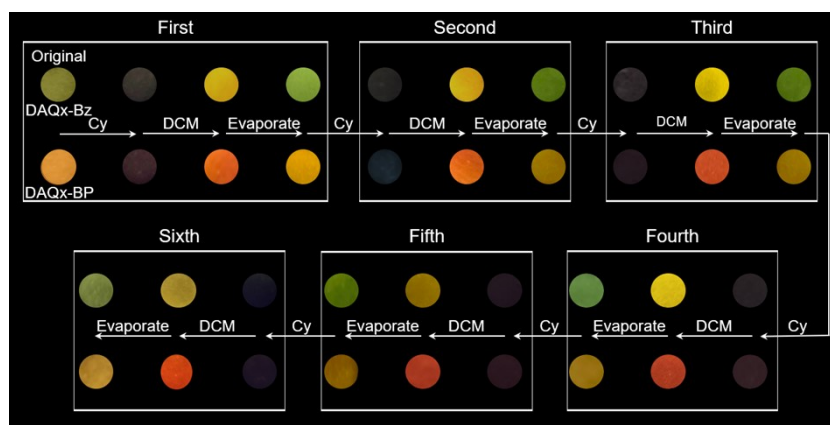 First
Second
Third
Original
DAQx-Bz
Cy DCM Evaporate Cy DCM Evaporate Cy DCM Evaporate
DAQx-BP
Sixth
Fifth
Fourth
Evaporate DCM Cy Evaporate DCM Cy Evaporate DCM Cy